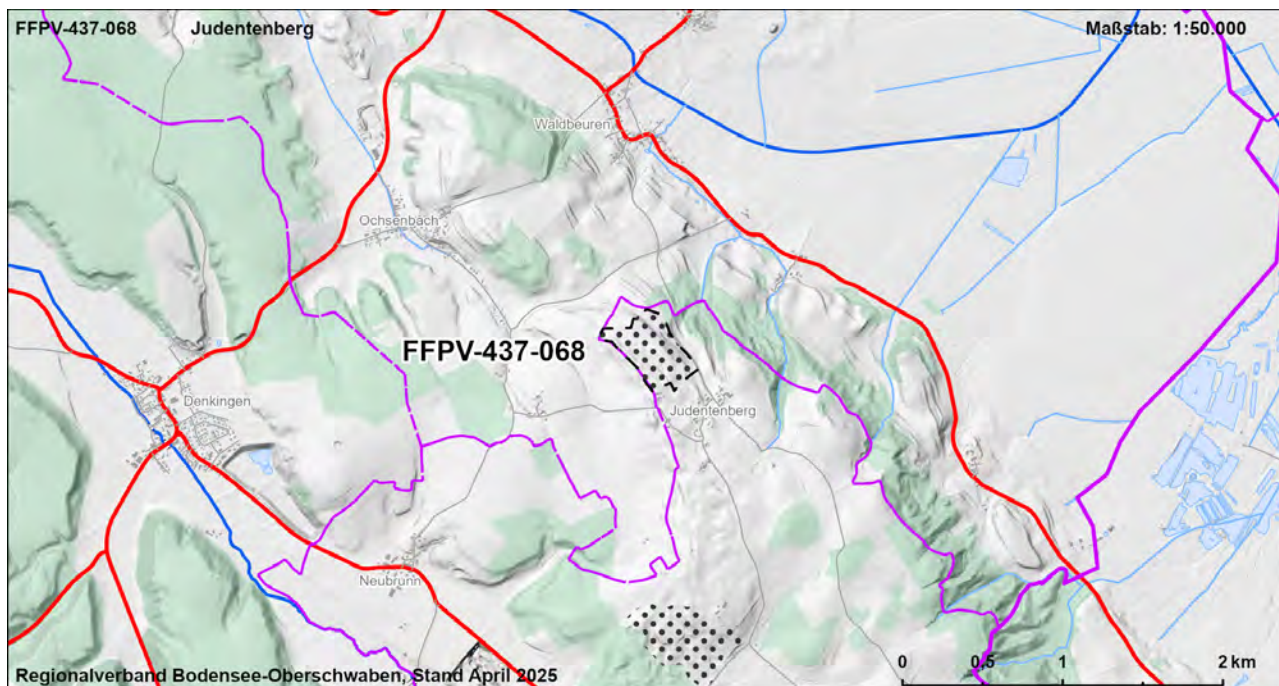 FFPV-437-068 Judentenberg Maßstab: 1:50.000
Waldbeuren
Ochsenbach
FFPV-437-068
Denkingen
Judentenberg
Neubrunn
Regionalverband Bodensee-Oberschwaben, Stand April 2025
0 0,5 1 2 km